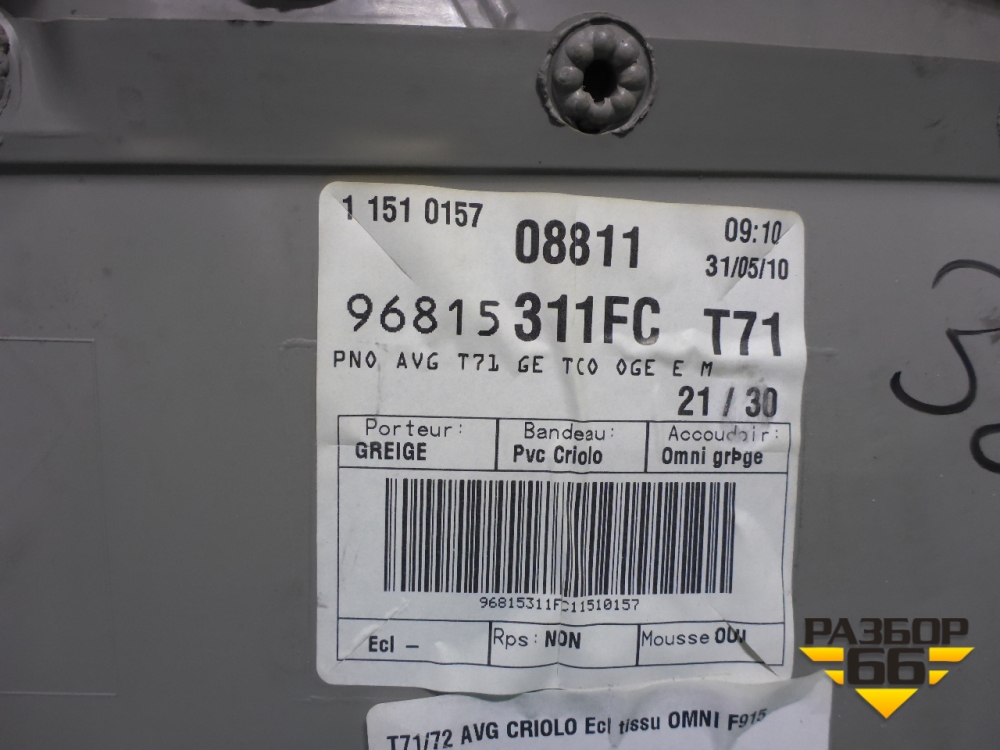 1 151 0157
08811
09:10
31/05/10
96815 311FC T71
PNO AVG T71 GE TCO OGE E M
21 / 30
Porteur:
GREIGE
Bandeau:
Pvc Criolo
Accoudoir:
Omni grÞge
96815311FC11510157
Ecl –
Rps: NON
Mousse OUI
T71/72 AVG CRIOLO Ecl tissu OMNI F915
РАЗБОР
66